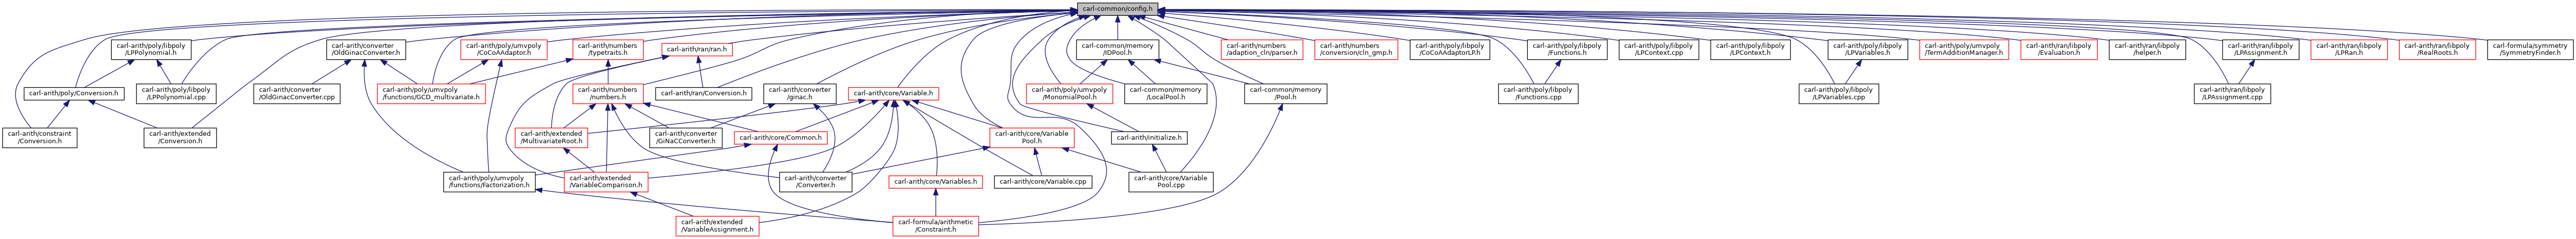 carl-common/config.h
carl-arith/poly/libpoly
/LPPolynomial.h
carl-arith/converter
/OldGinacConverter.h
carl-arith/poly/umvpoly
/CoCoAAdaptor.h
carl-arith/numbers
/typetraits.h
carl-arith/ran/ran.h
carl-common/memory
/IDPool.h
carl-arith/numbers
/adaption_cln/parser.h
carl-arith/numbers
/conversion/cln_gmp.h
carl-arith/poly/libpoly
/CoCoAAdaptorLP.h
carl-arith/poly/libpoly
/Functions.h
carl-arith/poly/libpoly
/LPContext.cpp
carl-arith/poly/libpoly
/LPContext.h
carl-arith/poly/libpoly
/LPVariables.h
carl-arith/poly/umvpoly
/TermAdditionManager.h
carl-arith/ran/libpoly
/Evaluation.h
carl-arith/ran/libpoly
/helper.h
carl-arith/ran/libpoly
/LPAssignment.h
carl-arith/ran/libpoly
/LPRan.h
carl-arith/ran/libpoly
/RealRoots.h
carl-formula/symmetry
/SymmetryFinder.h
carl-arith/poly/Conversion.h
carl-arith/poly/libpoly
/LPPolynomial.cpp
carl-arith/converter
/OldGinacConverter.cpp
carl-arith/poly/umvpoly
/functions/GCD_multivariate.h
carl-arith/numbers
/numbers.h
carl-arith/ran/Conversion.h
carl-arith/converter
/ginac.h
carl-arith/core/Variable.h
carl-arith/poly/umvpoly
/MonomialPool.h
carl-common/memory
/LocalPool.h
carl-common/memory
/Pool.h
carl-arith/poly/libpoly
/Functions.cpp
carl-arith/poly/libpoly
/LPVariables.cpp
carl-arith/ran/libpoly
/LPAssignment.cpp
carl-arith/constraint
/Conversion.h
carl-arith/extended
/Conversion.h
carl-arith/extended
/MultivariateRoot.h
carl-arith/converter
/GiNaCConverter.h
carl-arith/core/Common.h
carl-arith/core/Variable
Pool.h
carl-arith/initialize.h
carl-arith/poly/umvpoly
/functions/Factorization.h
carl-arith/extended
/VariableComparison.h
carl-arith/converter
/Converter.h
carl-arith/core/Variables.h
carl-arith/core/Variable.cpp
carl-arith/core/Variable
Pool.cpp
carl-arith/extended
/VariableAssignment.h
carl-formula/arithmetic
/Constraint.h